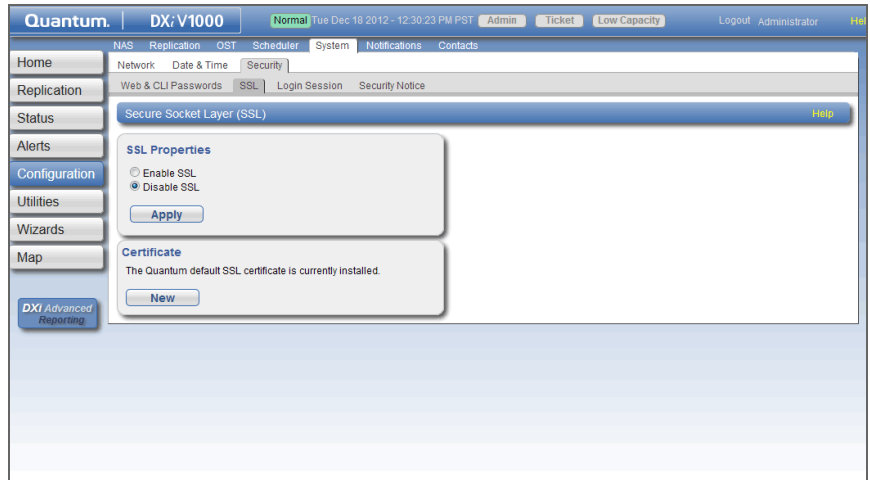 Quantum. DXi V1000 Normal Tue Dec 18 2012 - 12:30:23 PM PST Admin Ticket Low Capacity Logout Administrator Hel
NAS Replication OST Scheduler System Notifications Contacts
Home
Network Date & Time Security
Replication
Web & CLI Passwords SSL Login Session Security Notice
Status
Secure Socket Layer (SSL) Help
Alerts
SSL Properties
Configuration
Enable SSL
Disable SSL
Utilities
Apply
Wizards
Map
Certificate
The Quantum default SSL certificate is currently installed.
New
DXI Advanced
Reporting